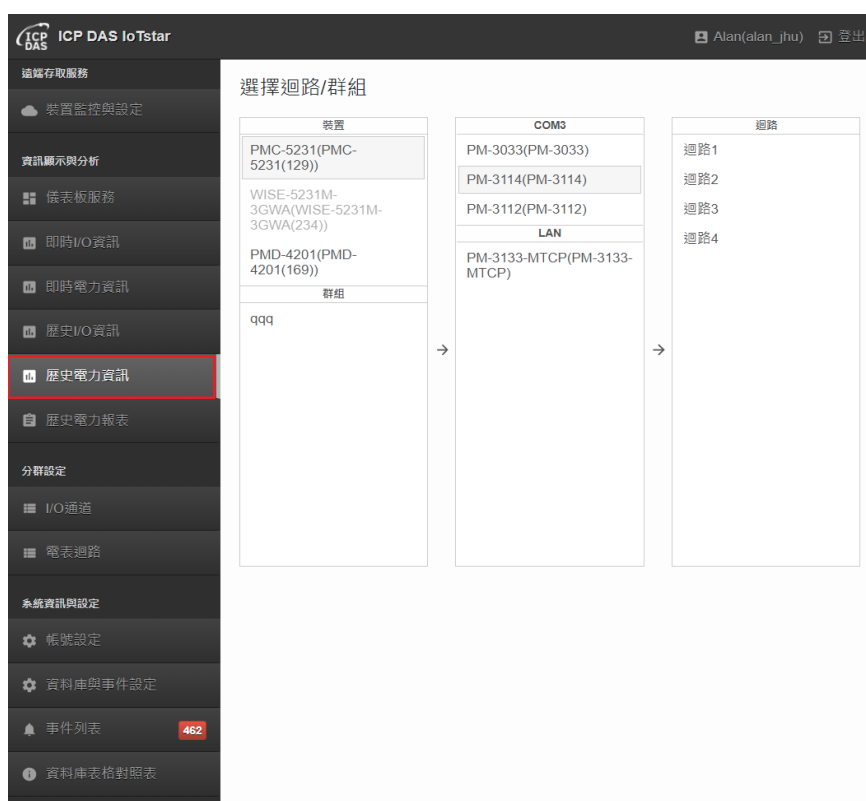 ICP DAS
ICP DAS IoTstar
Alan(alan_jhu) 登出
遠端存取服務
裝置監控與設定
資訊顯示與分析
儀表板服務
即時I/O資訊
即時電力資訊
歷史I/O資訊
歷史電力資訊
歷史電力報表
分群設定
I/O通道
電表迴路
系統資訊與設定
帳號設定
資料庫與事件設定
事件列表 462
資料庫表格對照表
選擇迴路/群組
裝置
PMC-5231(PMC-
5231(129))
WISE-5231M-
3GWA(WISE-5231M-
3GWA(234))
PMD-4201(PMD-
4201(169))
群組
qqq
→
COM3
PM-3033(PM-3033)
PM-3114(PM-3114)
PM-3112(PM-3112)
LAN
PM-3133-MTCP(PM-3133-
MTCP)
→
迴路
迴路1
迴路2
迴路3
迴路4